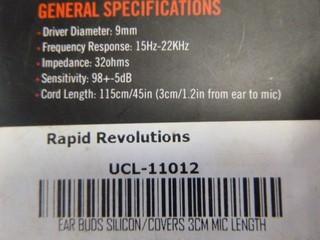 GENERAL SPECIFICATIONS
· Driver Diameter: 9mm
· Frequency Response: 15Hz-22KHz
· Impedance: 32ohms
· Sensitivity: 98+-5dB
· Cord Length: 115cm/45in (3cm/1.2in from ear to mic)
Rapid Revolutions
UCL-11012
EAR BUDS SILICON/COVERS 3CM MIC LENGTH